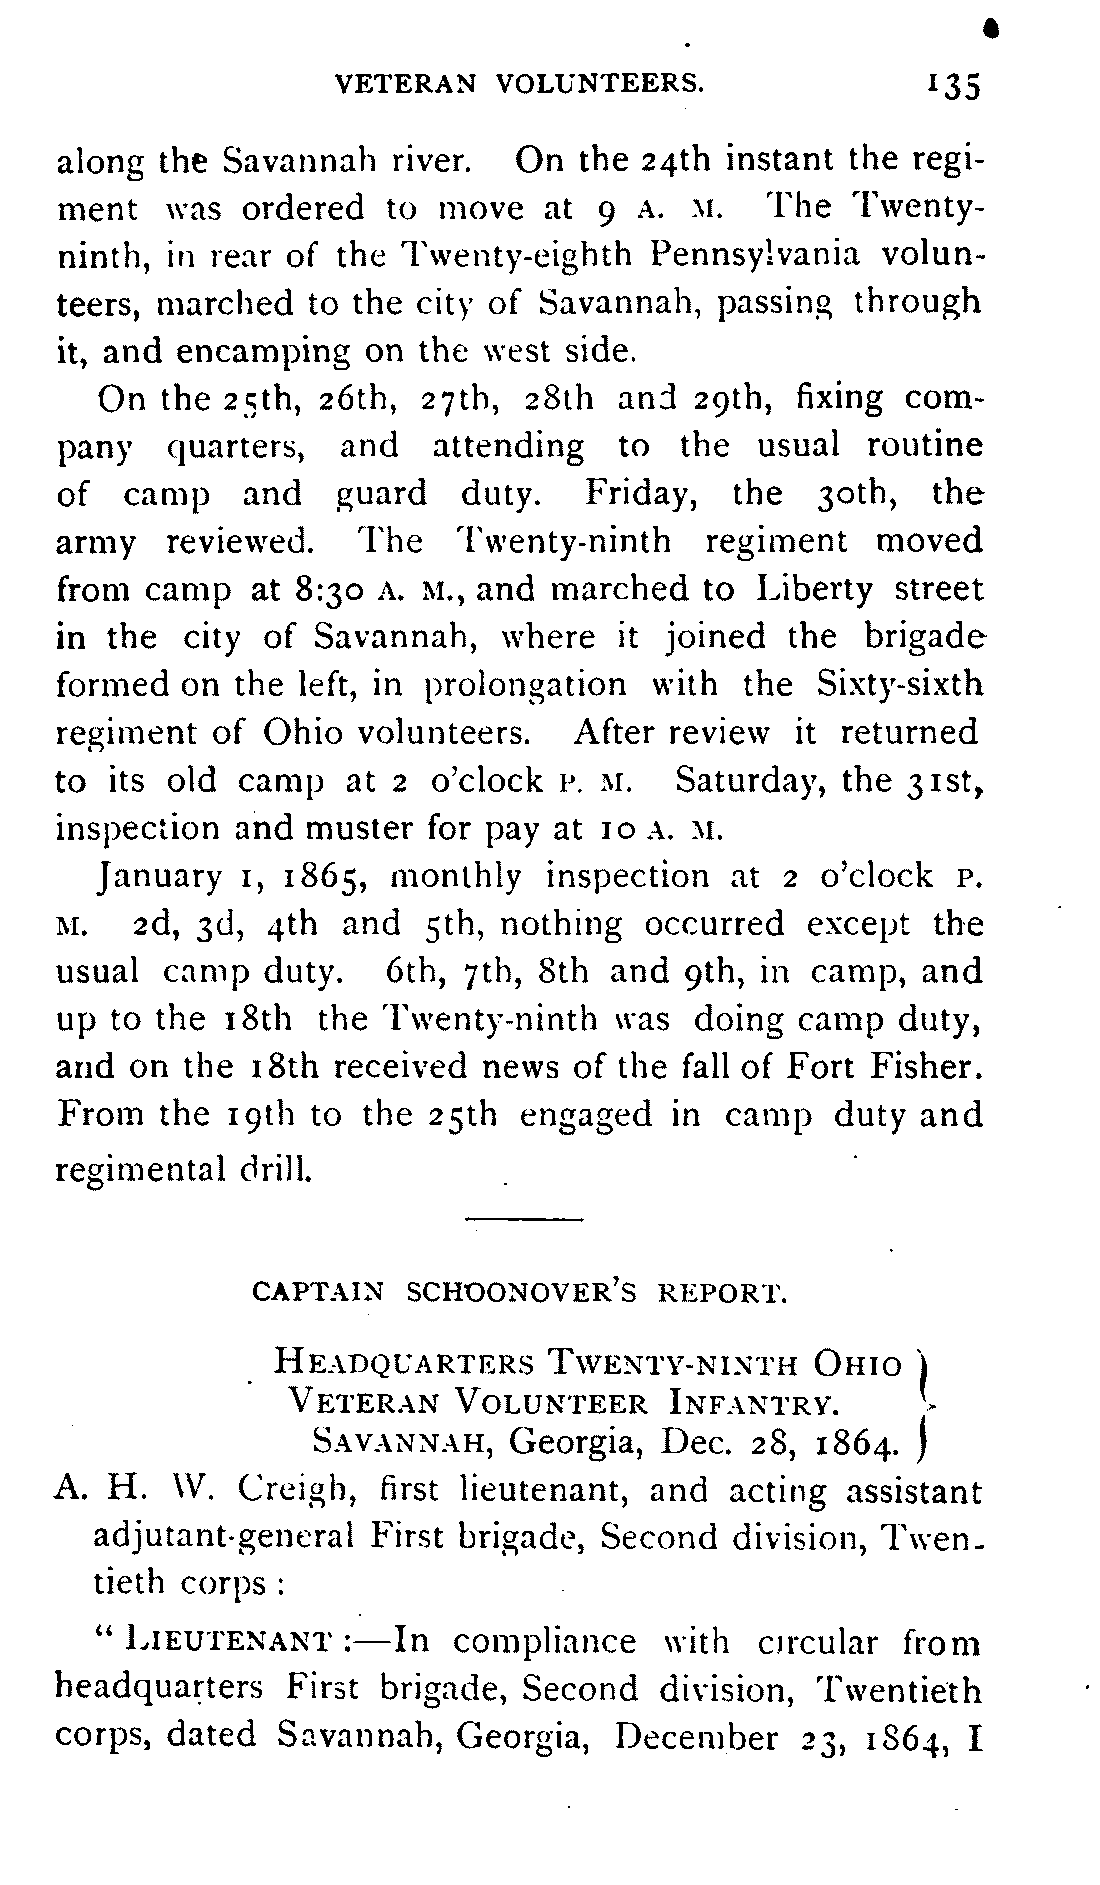 VETERAN VOLUNTEERS. 135
along the Savannah river. On the 24th instant the regi-
ment was ordered to move at 9 A. M. The Twenty-
ninth, in rear of the Twenty-eighth Pennsylvania volun-
teers, marched to the city of Savannah, passing through
it, and encamping on the west side.
On the 25th, 26th, 27th, 28th and 29th, fixing com-
pany quarters, and attending to the usual routine
of camp and guard duty. Friday, the 30th, the
army reviewed. The Twenty-ninth regiment moved
from camp at 8:30 A. M., and marched to Liberty street
in the city of Savannah, where it joined the brigade
formed on the left, in prolongation with the Sixty-sixth
regiment of Ohio volunteers. After review it returned
to its old camp at 2 o'clock P. M. Saturday, the 31st,
inspection and muster for pay at 10 A. M.
January 1, 1865, monthly inspection at 2 o'clock P.
M. 2d, 3d, 4th and 5th, nothing occurred except the
usual camp duty. 6th, 7th, 8th and 9th, in camp, and
up to the 18th the Twenty-ninth was doing camp duty,
and on the 18th received news of the fall of Fort Fisher.
From the 19th to the 25th engaged in camp duty and
regimental drill.
CAPTAIN SCHOONOVER'S REPORT.
HEADQUARTERS TWENTY-NINTH OHIO
VETERAN VOLUNTEER INFANTRY.
SAVANNAH, Georgia, Dec. 28, 1864.
A. H. W. Creigh, first lieutenant, and acting assistant
adjutant-general First brigade, Second division, Twen-
tieth corps :
" LIEUTENANT :—In compliance with circular from
headquarters First brigade, Second division, Twentieth
corps, dated Savannah, Georgia, December 23, 1864, I